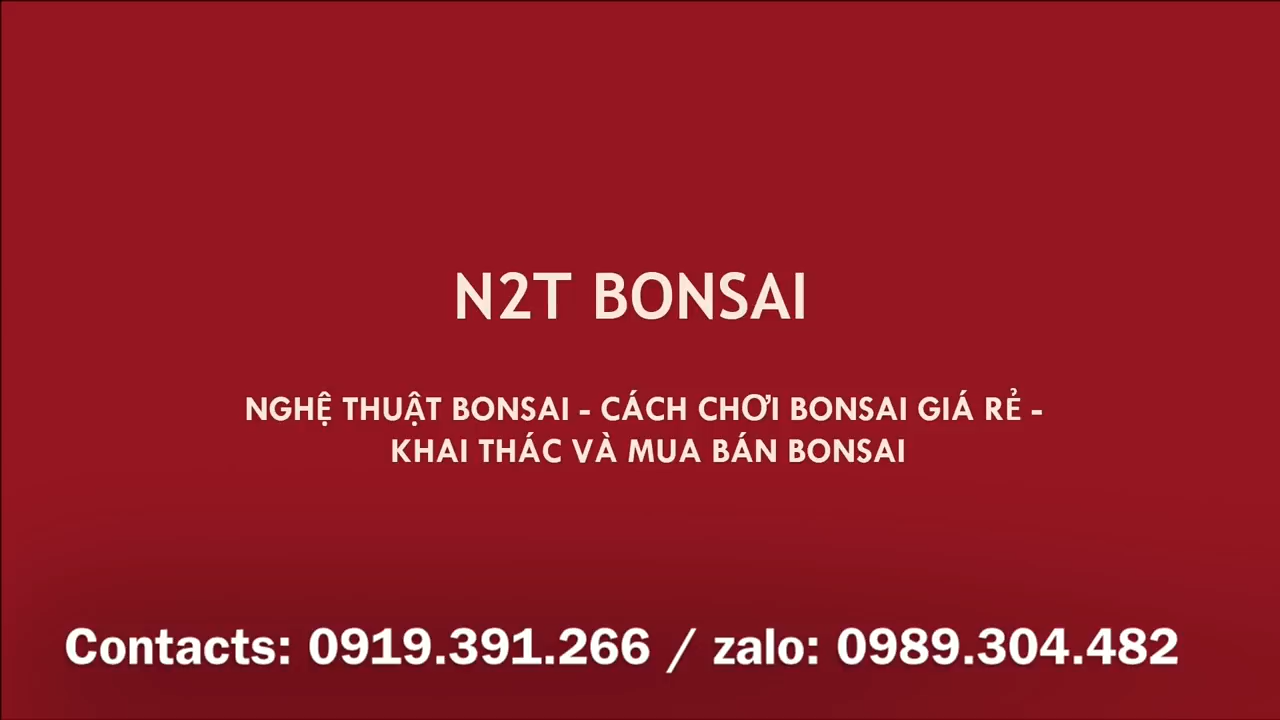 N2T BONSAI
NGHỆ THUẬT BONSAI - CÁCH CHƠI BONSAI GIÁ RẺ -
KHAI THÁC VÀ MUA BÁN BONSAI
Contacts: 0919.391.266 / zalo: 0989.304.482